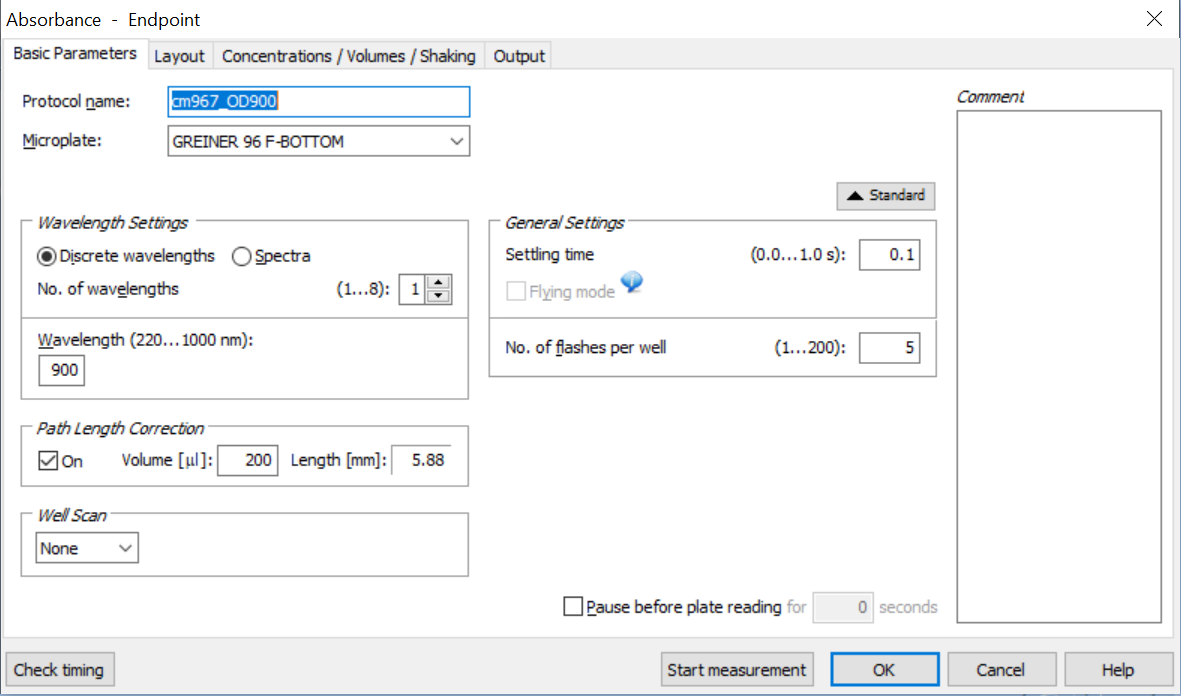 Absorbance - Endpoint
Basic Parameters Layout Concentrations / Volumes / Shaking Output
Protocol name: cm967_OD900
Microplate: GREINER 96 F-BOTTOM
Comment
Standard
Wavelength Settings
Discrete wavelengths Spectra
No. of wavelengths (1...8): 1
Wavelength (220...1000 nm):
900
General Settings
Settling time (0.0...1.0 s): 0.1
Flying mode
No. of flashes per well (1...200): 5
Path Length Correction
On Volume [µl]: 200 Length [mm]: 5.88
Well Scan
None
Pause before plate reading for 0 seconds
Check timing Start measurement OK Cancel Help